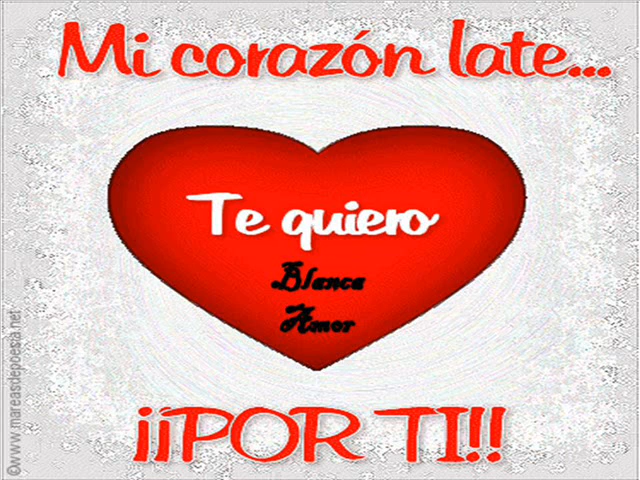 Mi corazón late...
Te quiero
Blanca
Amor
¡¡POR TI!!
©www.mareasdepoesia.net